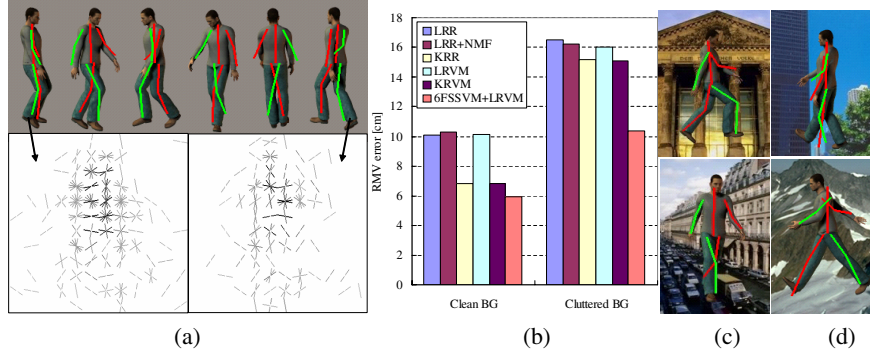 18
16
14
12
10
8
6
4
2
0
RMV error [cm]
LRR
LRR+NMF
KRR
LRVM
KRVM
6FSSVM+LRVM
Clean BG
Cluttered BG
(a)
(b)
(c)
(d)